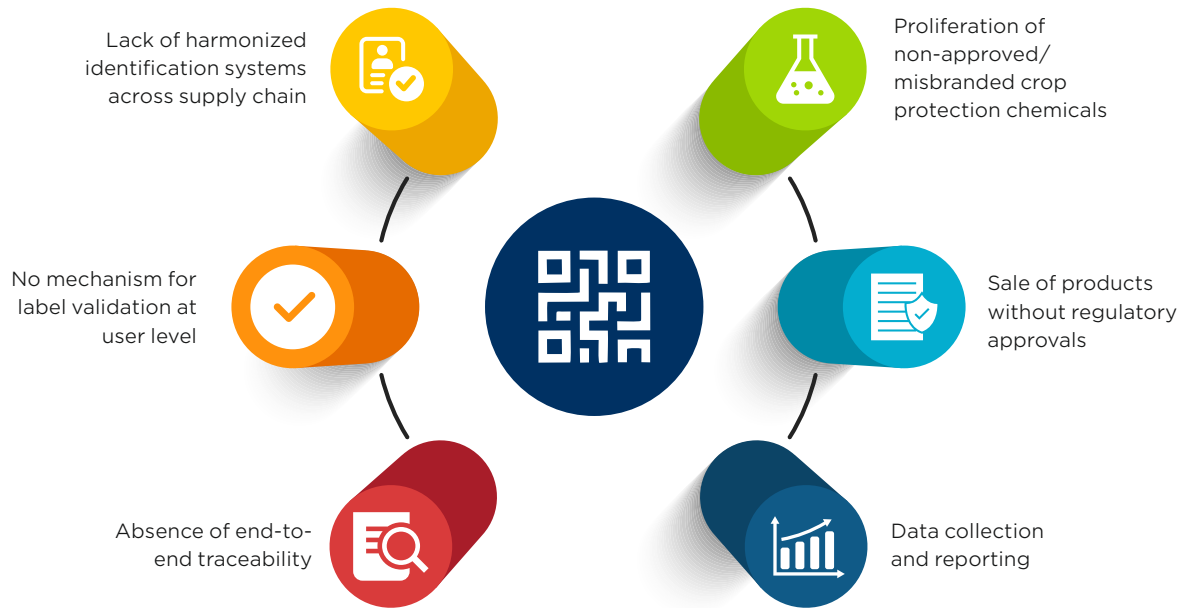 Lack of harmonized
identification systems
across supply chain
Proliferation of
non-approved/
misbranded crop
protection chemicals
No mechanism for
label validation at
user level
Sale of products
without regulatory
approvals
Absence of end-to-
end traceability
Data collection
and reporting